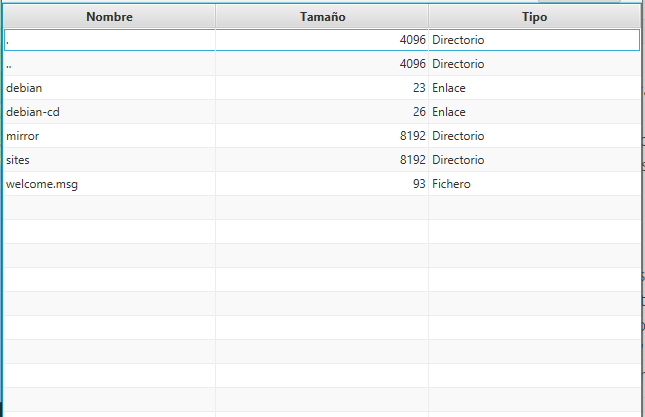 Nombre Tamaño Tipo
. 4096 Directorio
.. 4096 Directorio
debian 23 Enlace
debian-cd 26 Enlace
mirror 8192 Directorio
sites 8192 Directorio
welcome.msg 93 Fichero